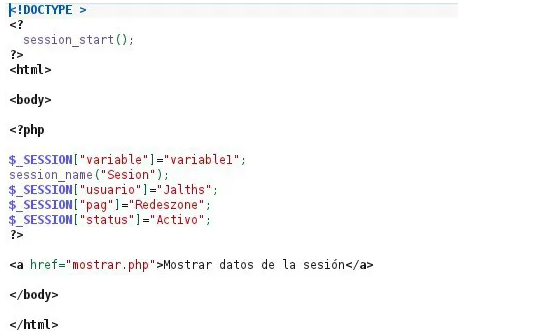 <!DOCTYPE >
<?
session_start();
?>
<html>
<body>
<?php
$_SESSION["variable"]="variable1";
session_name("Sesion");
$_SESSION["usuario"]="Jalths";
$_SESSION["pag"]="Redeszone";
$_SESSION["status"]="Activo";
?>
<a href="mostrar.php">Mostrar datos de la sesión</a>
</body>
</html>